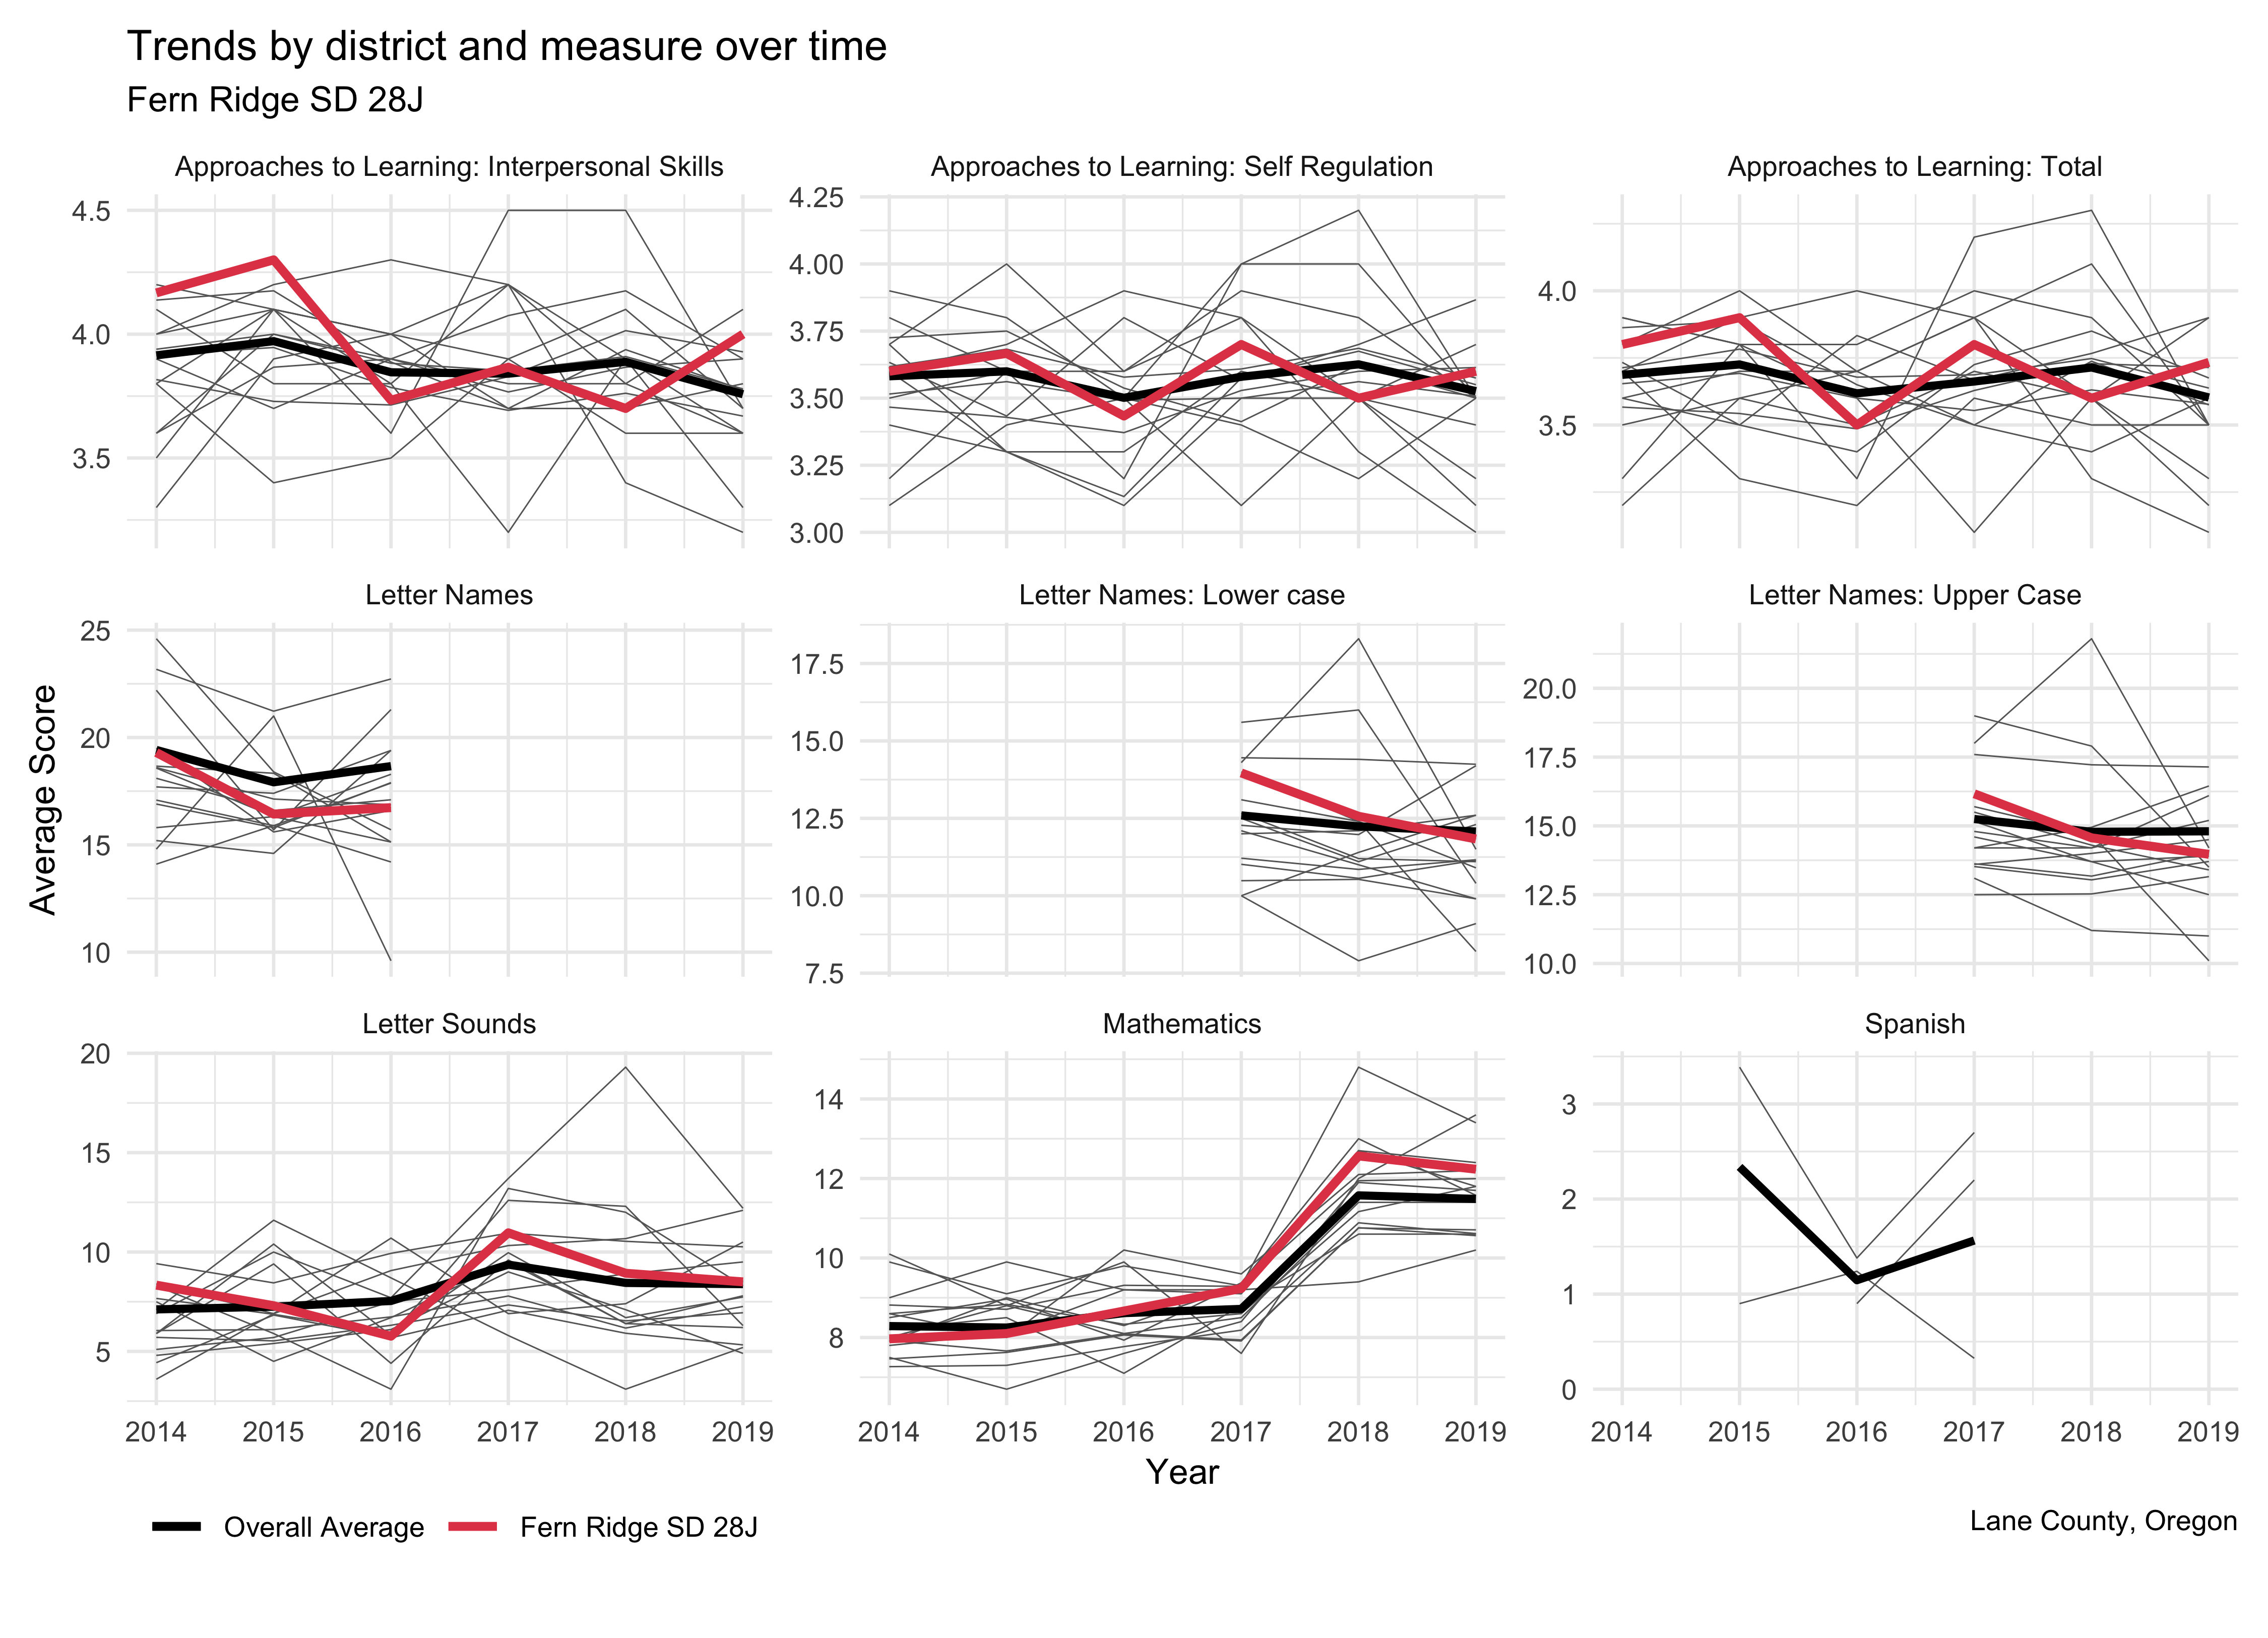 Trends by district and measure over time
Fern Ridge SD 28J
Approaches to Learning: Interpersonal Skills
4.5
4.0
3.5
Approaches to Learning: Self Regulation
4.25
4.00
3.75
3.50
3.25
3.00
Approaches to Learning: Total
4.0
3.5
Letter Names
25
20
15
10
Letter Names: Lower case
17.5
15.0
12.5
10.0
7.5
Letter Names: Upper Case
20.0
17.5
15.0
12.5
10.0
Average Score
Letter Sounds
20
15
10
5
Mathematics
14
12
10
8
Spanish
3
2
1
0
2014 2015 2016 2017 2018 2019
2014 2015 2016 2017 2018 2019
2014 2015 2016 2017 2018 2019
Year
Overall Average
Fern Ridge SD 28J
Lane County, Oregon